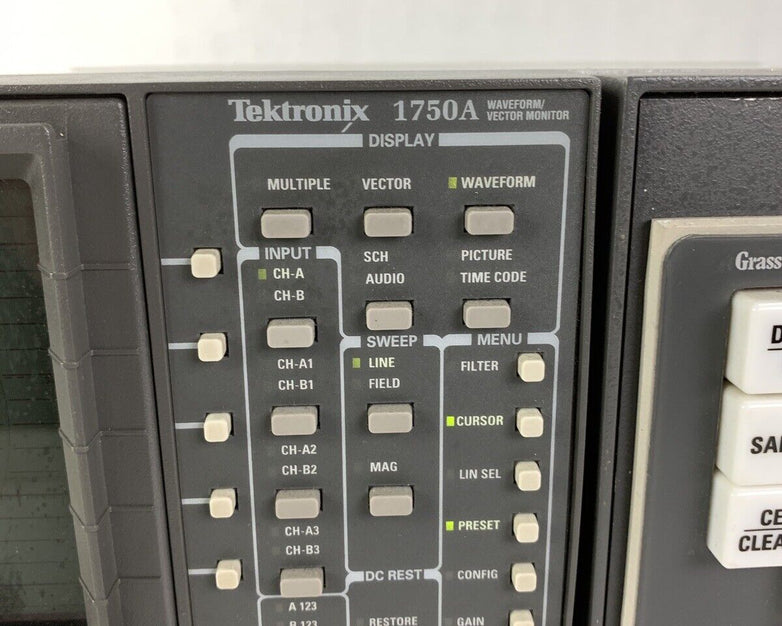 Tektronix 1750A WAVEFORM/
VECTOR MONITOR
DISPLAY
MULTIPLE VECTOR WAVEFORM
INPUT
CH-A
CH-B
SCH
AUDIO
PICTURE
TIME CODE
CH-A1
CH-B1
SWEEP
LINE
FIELD
MENU
FILTER
CURSOR
CH-A2
CH-B2
MAG
LIN SEL
CH-A3
CH-B3
PRESET
DC REST
CONFIG
A 123
B 123
RESTORE
GAIN
Grass